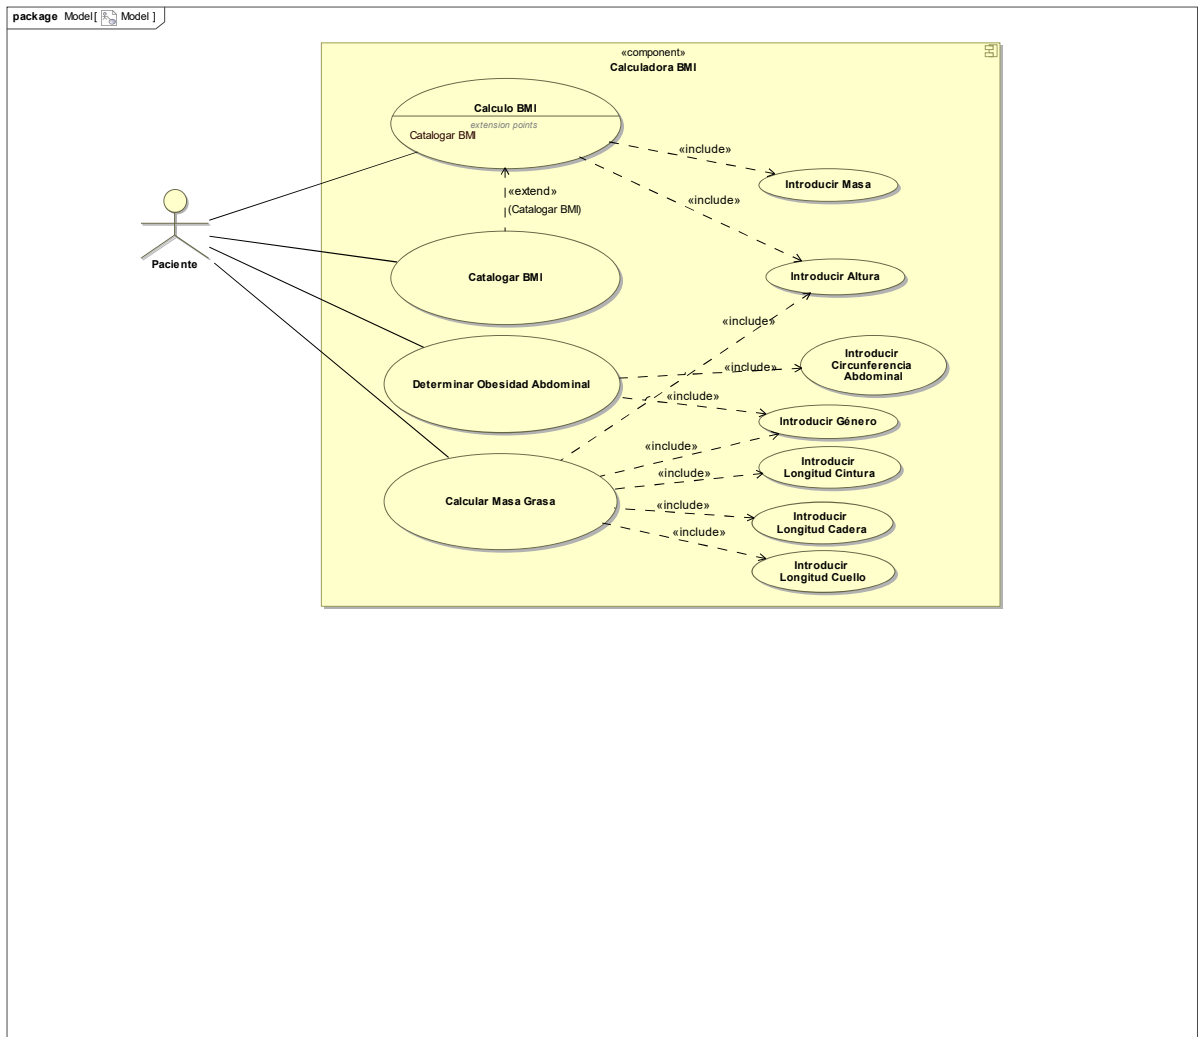 package Model[ Model ]
«component»
Calculadora BMI
Calculo BMI
extension points
Catalogar BMI
«include»
Introducir Masa
«extend»
(Catalogar BMI)
«include»
Paciente
Catalogar BMI
Introducir Altura
«include»
Determinar Obesidad Abdominal
«include»
Introducir
Circunferencia
Abdominal
«include»
Introducir Género
«include»
Calcular Masa Grasa
«include»
Introducir
Longitud Cintura
«include»
Introducir
Longitud Cadera
«include»
Introducir
Longitud Cuello